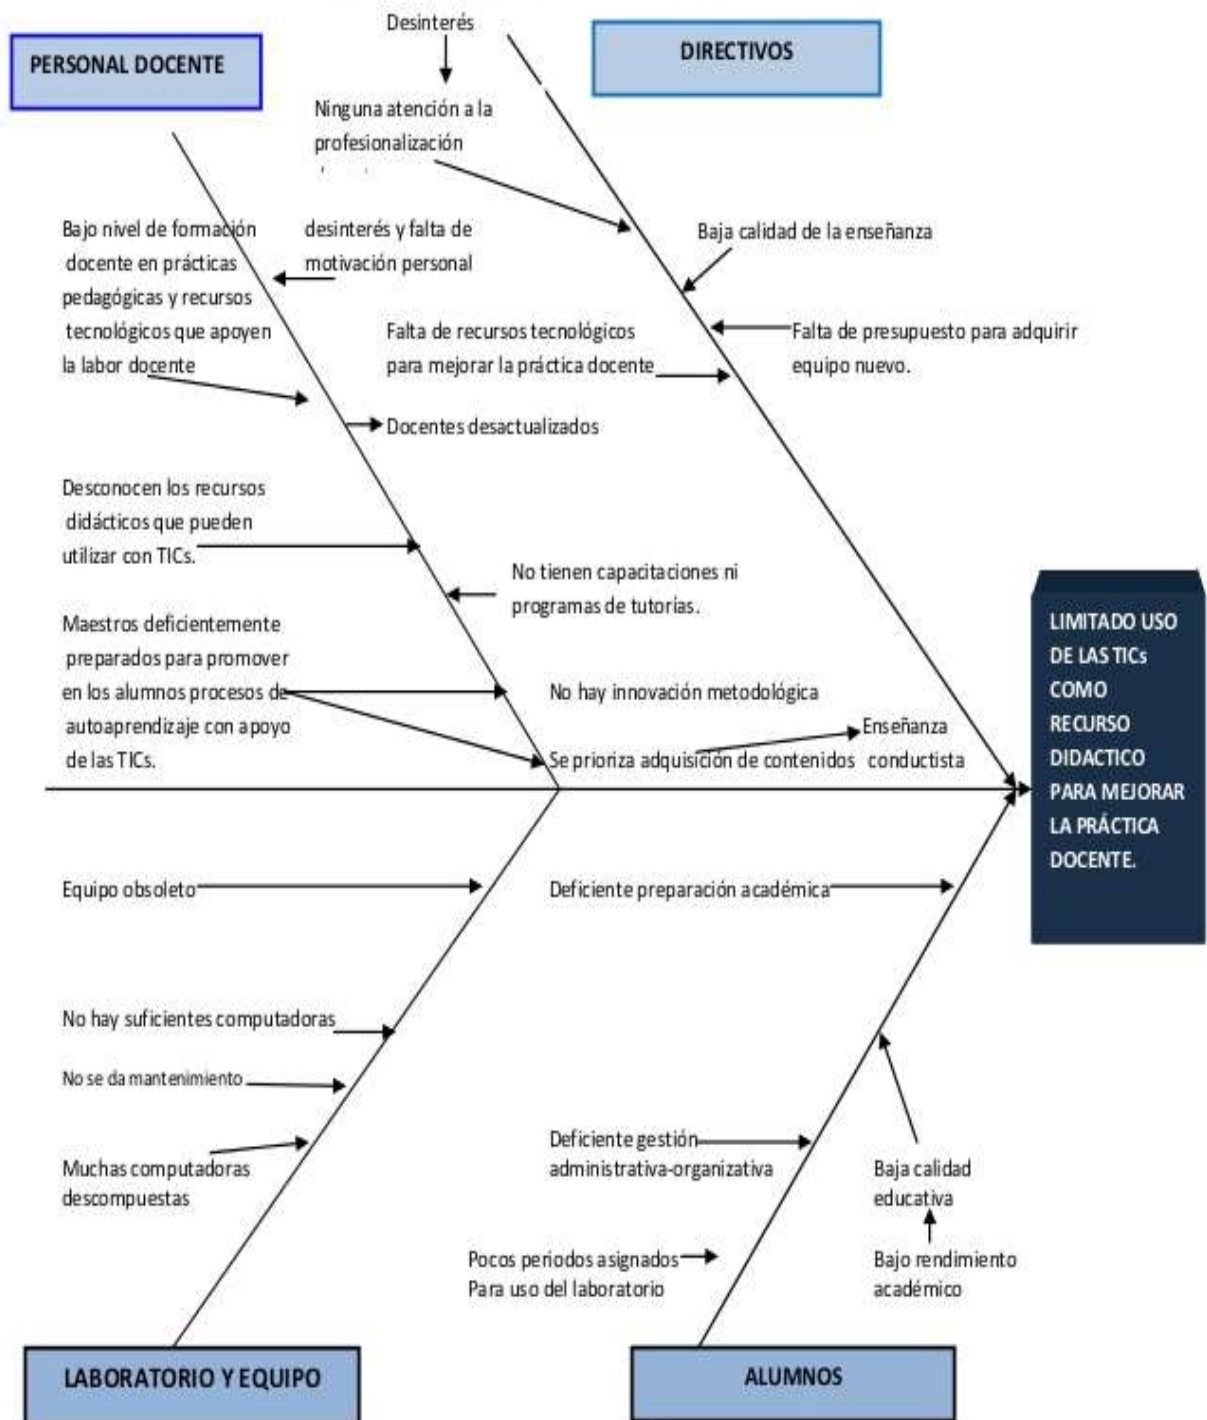 Desinterés
PERSONAL DOCENTE
DIRECTIVOS
Ninguna atención a la
profesionalización
Bajo nivel de formación
docente en prácticas
pedagógicas y recursos
tecnológicos que apoyen
la labor docente
desinterés y falta de
motivación personal
Baja calidad de la enseñanza
Falta de recursos tecnológicos
para mejorar la práctica docente
Falta de presupuesto para adquirir
equipo nuevo.
Docentes desactualizados
Desconocen los recursos
didácticos que pueden
utilizar con TICs.
No tienen capacitaciones ni
programas de tutorías.
Maestros deficientemente
preparados para promover
en los alumnos procesos de
autoaprendizaje con apoyo
de las TICs.
No hay innovación metodológica
Se prioriza adquisición de contenidos
Enseñanza
conductista
LIMITADO USO
DE LAS TICs
COMO
RECURSO
DIDACTICO
PARA MEJORAR
LA PRÁCTICA
DOCENTE.
Equipo obsoleto
Deficiente preparación académica
No hay suficientes computadoras
No se da mantenimiento
Muchas computadoras
descompuestas
Deficiente gestión
administrativa-organizativa
Baja calidad
educativa
Pocos periodos asignados
Para uso del laboratorio
Bajo rendimiento
académico
LABORATORIO Y EQUIPO
ALUMNOS